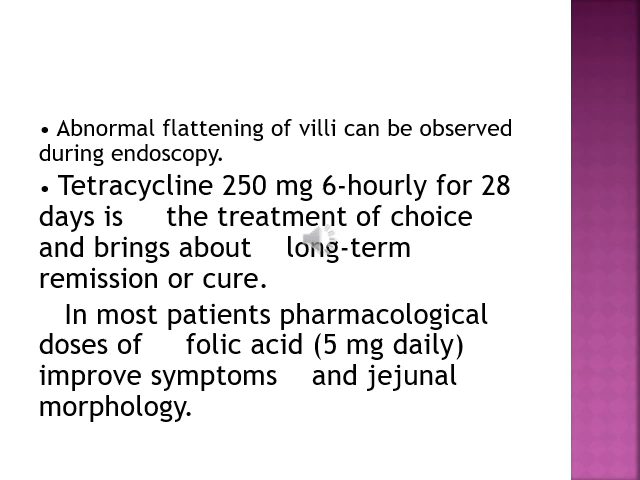 • Abnormal flattening of villi can be observed
during endoscopy.
• Tetracycline 250 mg 6-hourly for 28
days is the treatment of choice
and brings about long-term
remission or cure.
In most patients pharmacological
doses of folic acid (5 mg daily)
improve symptoms and jejunal
morphology.